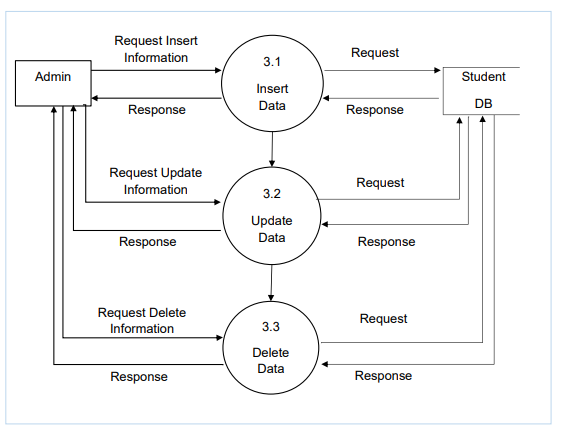 Request Insert
Information
Request
3.1
Insert
Data
Admin
Student
DB
Response
Response
Request Update
Information
Request
3.2
Update
Data
Response
Response
Request Delete
Information
Request
3.3
Delete
Data
Response
Response